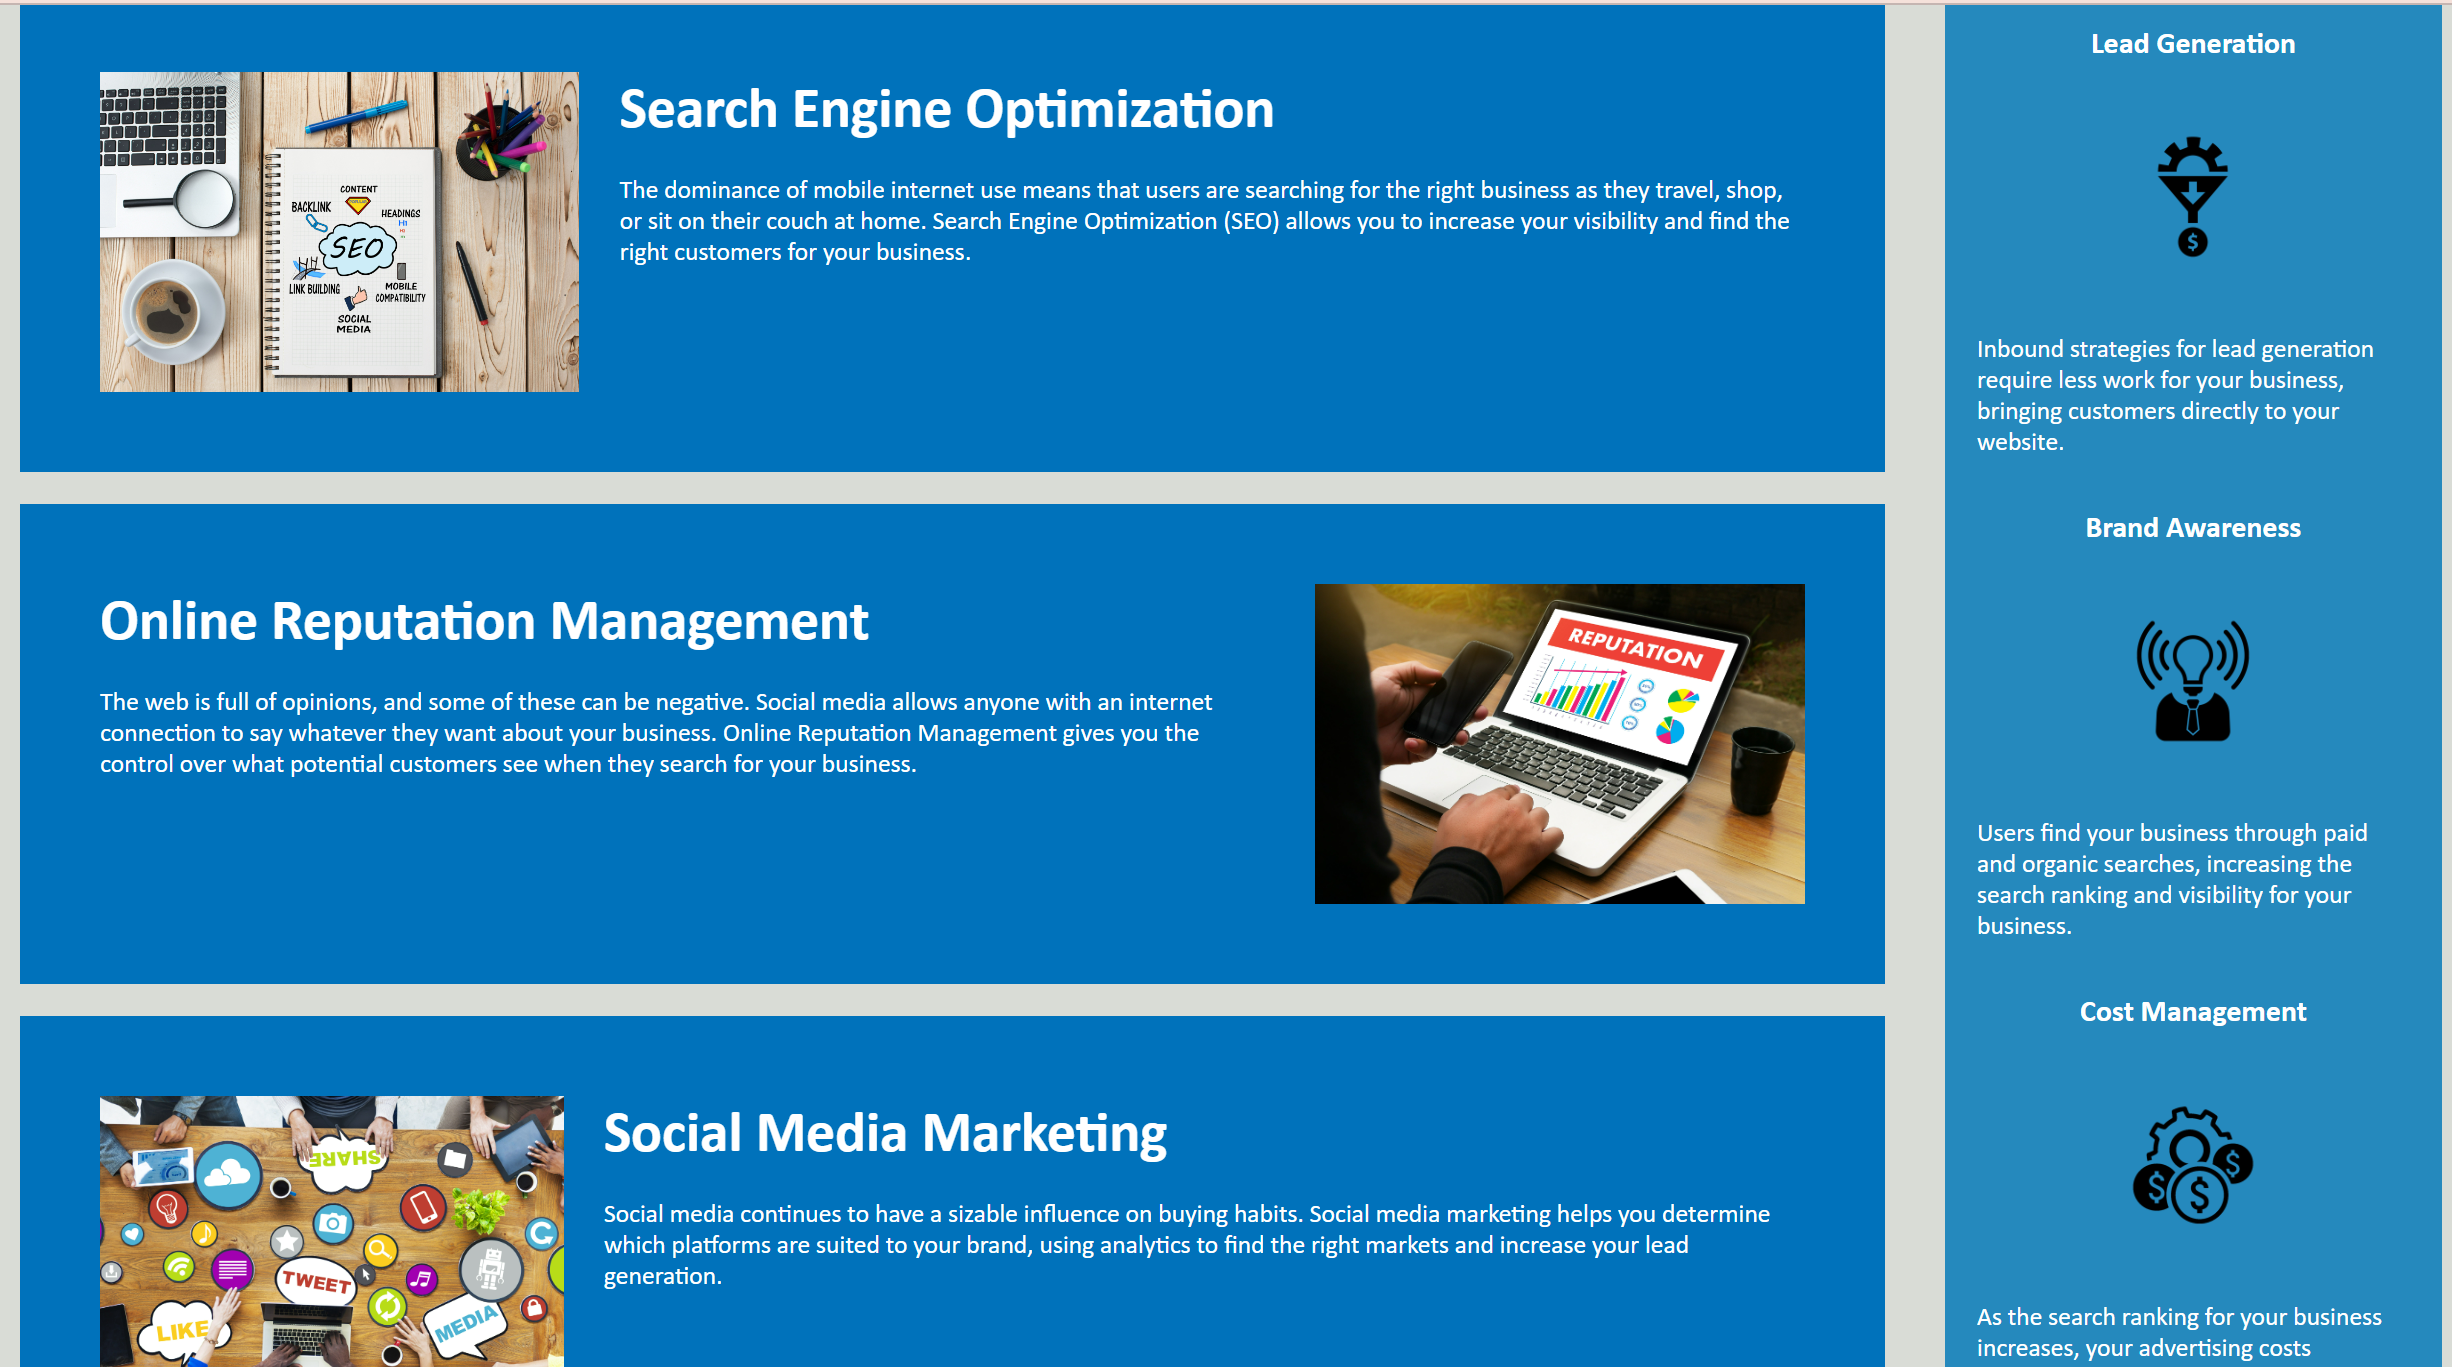 Search Engine Optimization
The dominance of mobile internet use means that users are searching for the right business as they travel, shop,
or sit on their couch at home. Search Engine Optimization (SEO) allows you to increase your visibility and find the
right customers for your business.
CONTENT
BACKLINK
HEADINGS
SEO
LINK BUILDING
MOBILE
COMPATIBILITY
SOCIAL
MEDIA
Online Reputation Management
The web is full of opinions, and some of these can be negative. Social media allows anyone with an internet
connection to say whatever they want about your business. Online Reputation Management gives you the
control over what potential customers see when they search for your business.
REPUTATION
Social Media Marketing
Social media continues to have a sizable influence on buying habits. Social media marketing helps you determine
which platforms are suited to your brand, using analytics to find the right markets and increase your lead
generation.
SHARE
TWEET
LIKE
MEDIA
Lead Generation
$
Inbound strategies for lead generation
require less work for your business,
bringing customers directly to your
website.
Brand Awareness
Users find your business through paid
and organic searches, increasing the
search ranking and visibility for your
business.
Cost Management
$
$
$
As the search ranking for your business
increases, your advertising costs